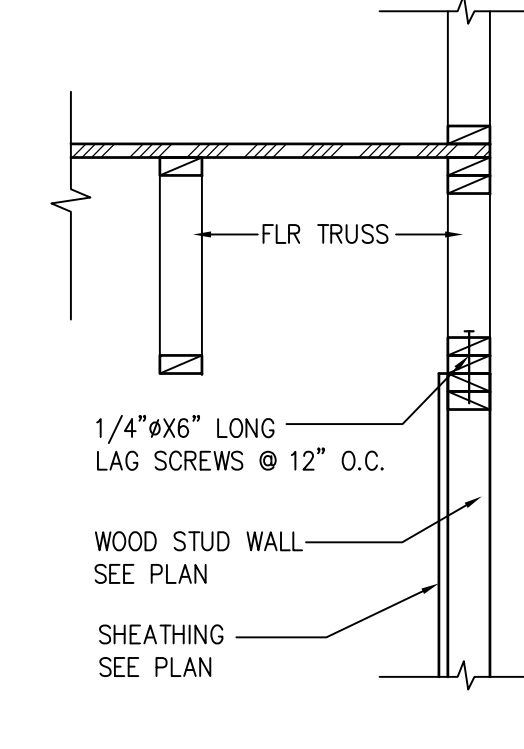 FLR TRUSS
1/4"øX6" LONG
LAG SCREWS @ 12" O.C.
WOOD STUD WALL
SEE PLAN
SHEATHING
SEE PLAN